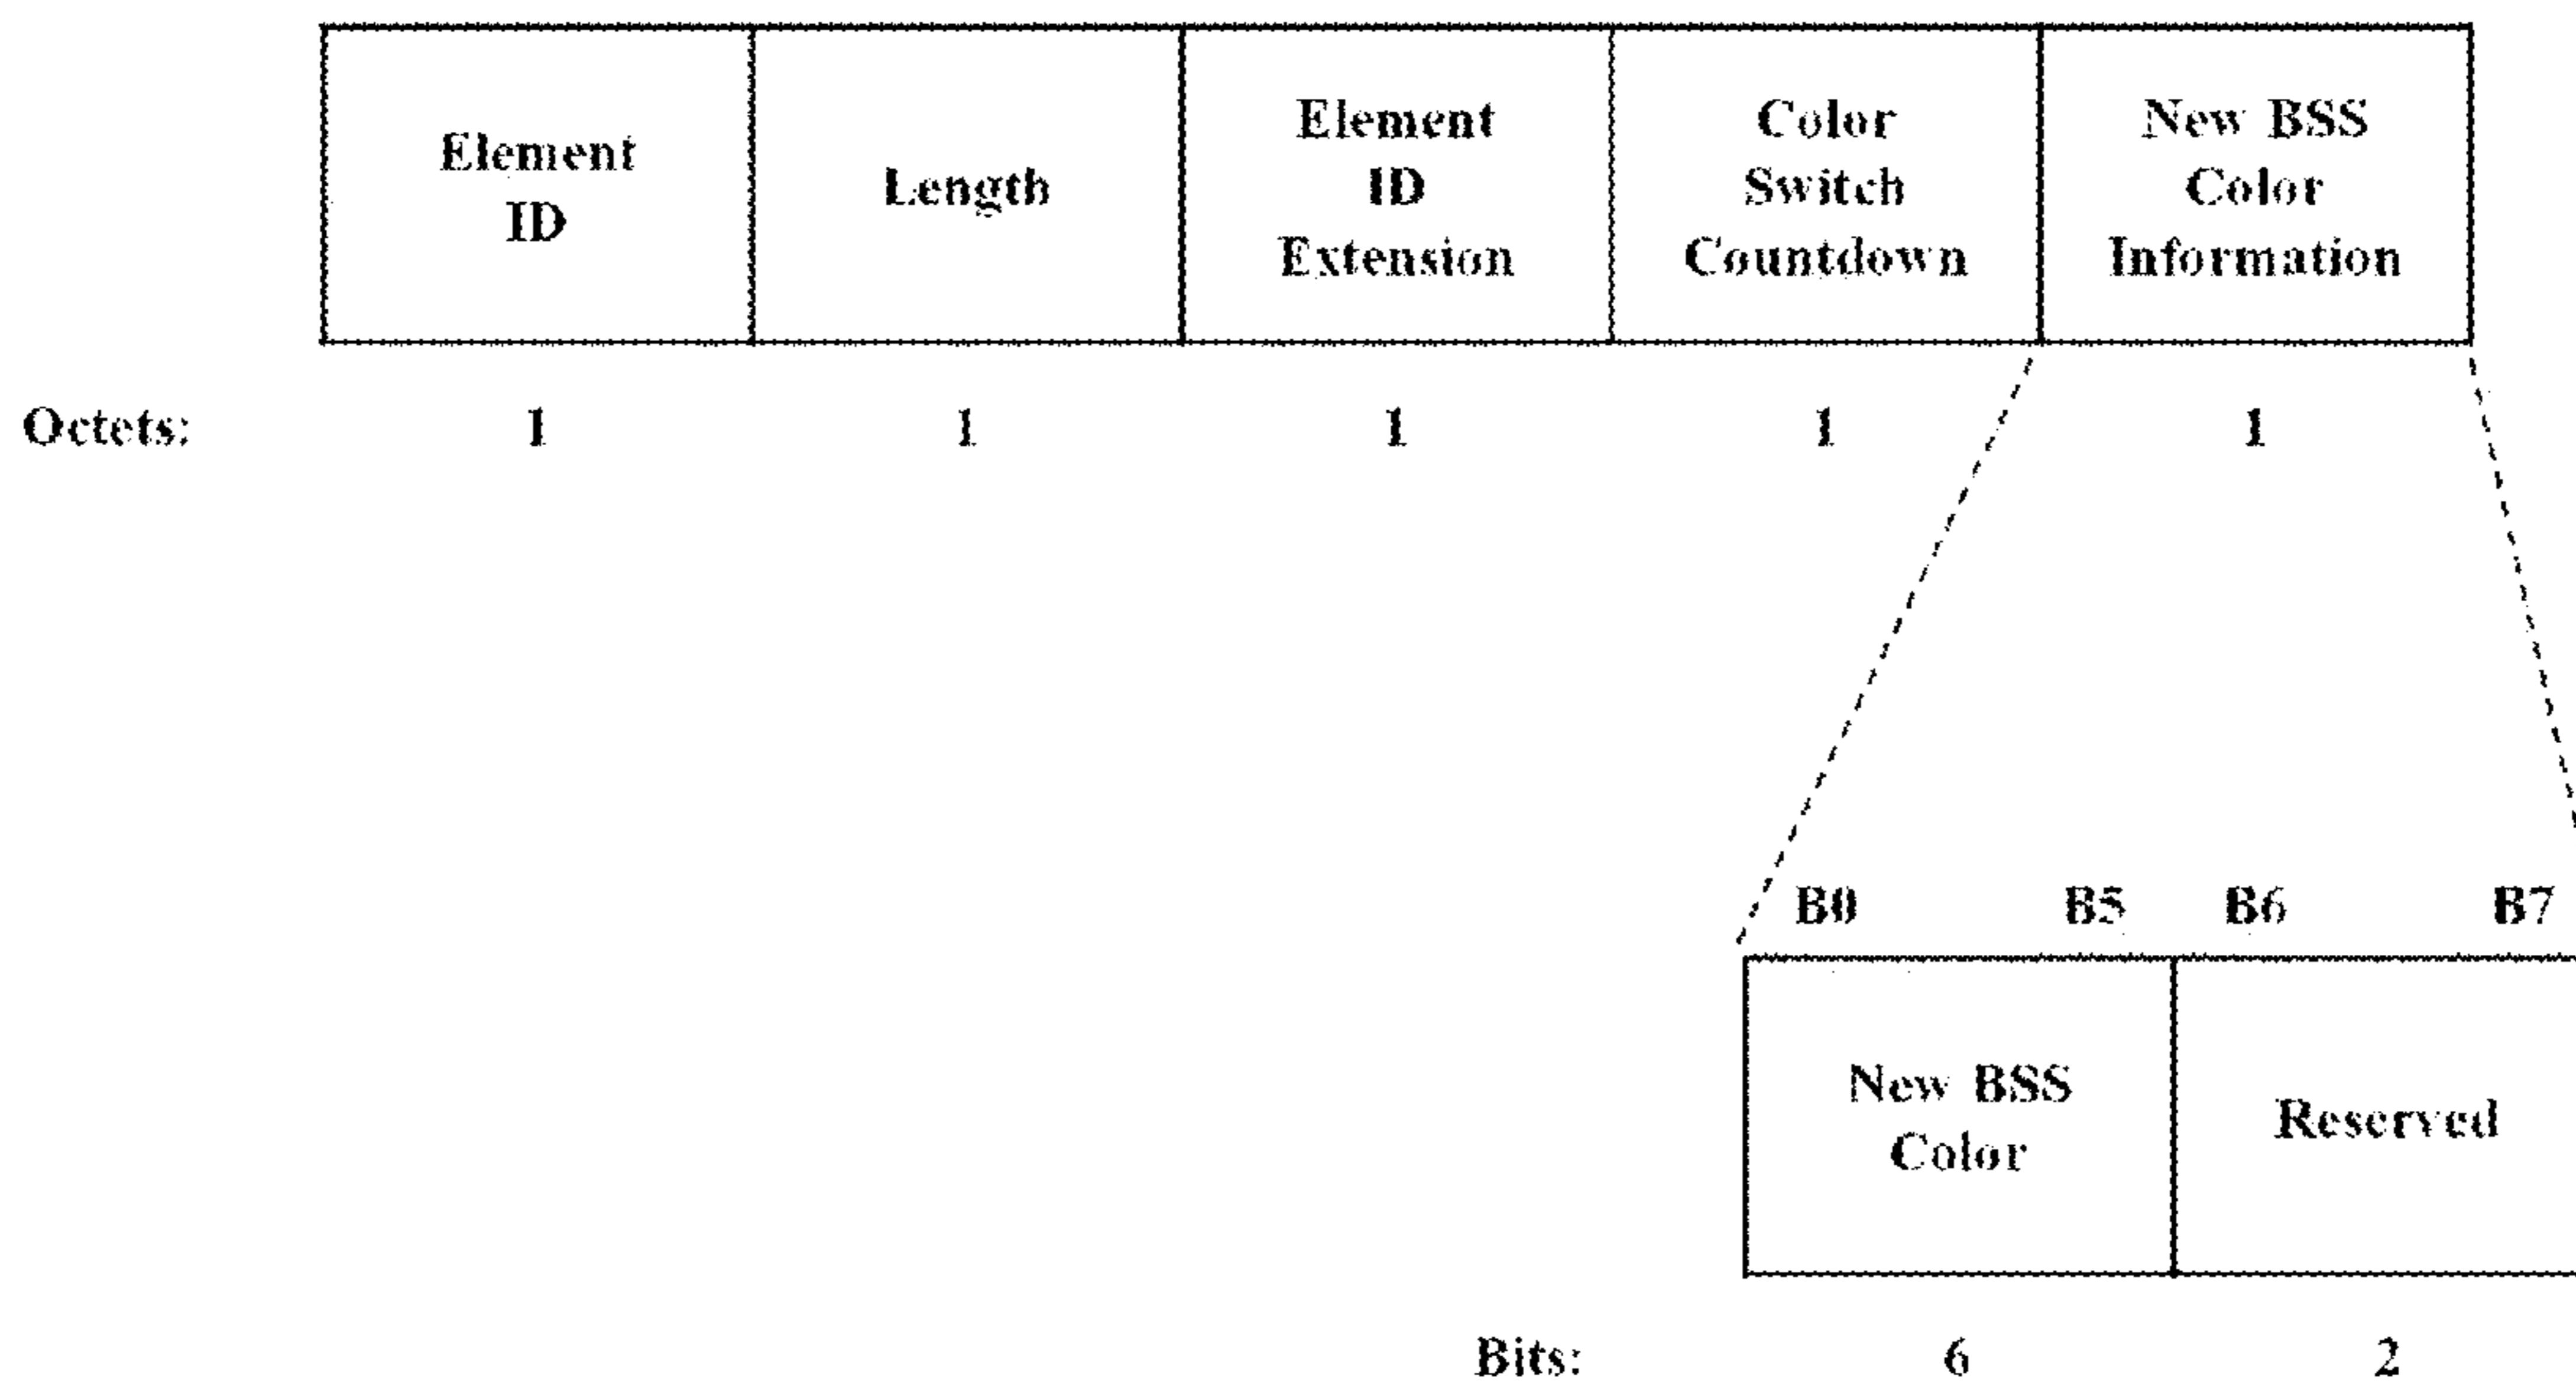 Element
ID
Length
Element
ID
Extension
Color
Switch
Countdown
New BSS
Color
Information
Octets:
1
1
1
1
1
B0
B5
B6
B7
New BSS
Color
Reserved
Bits:
6
2